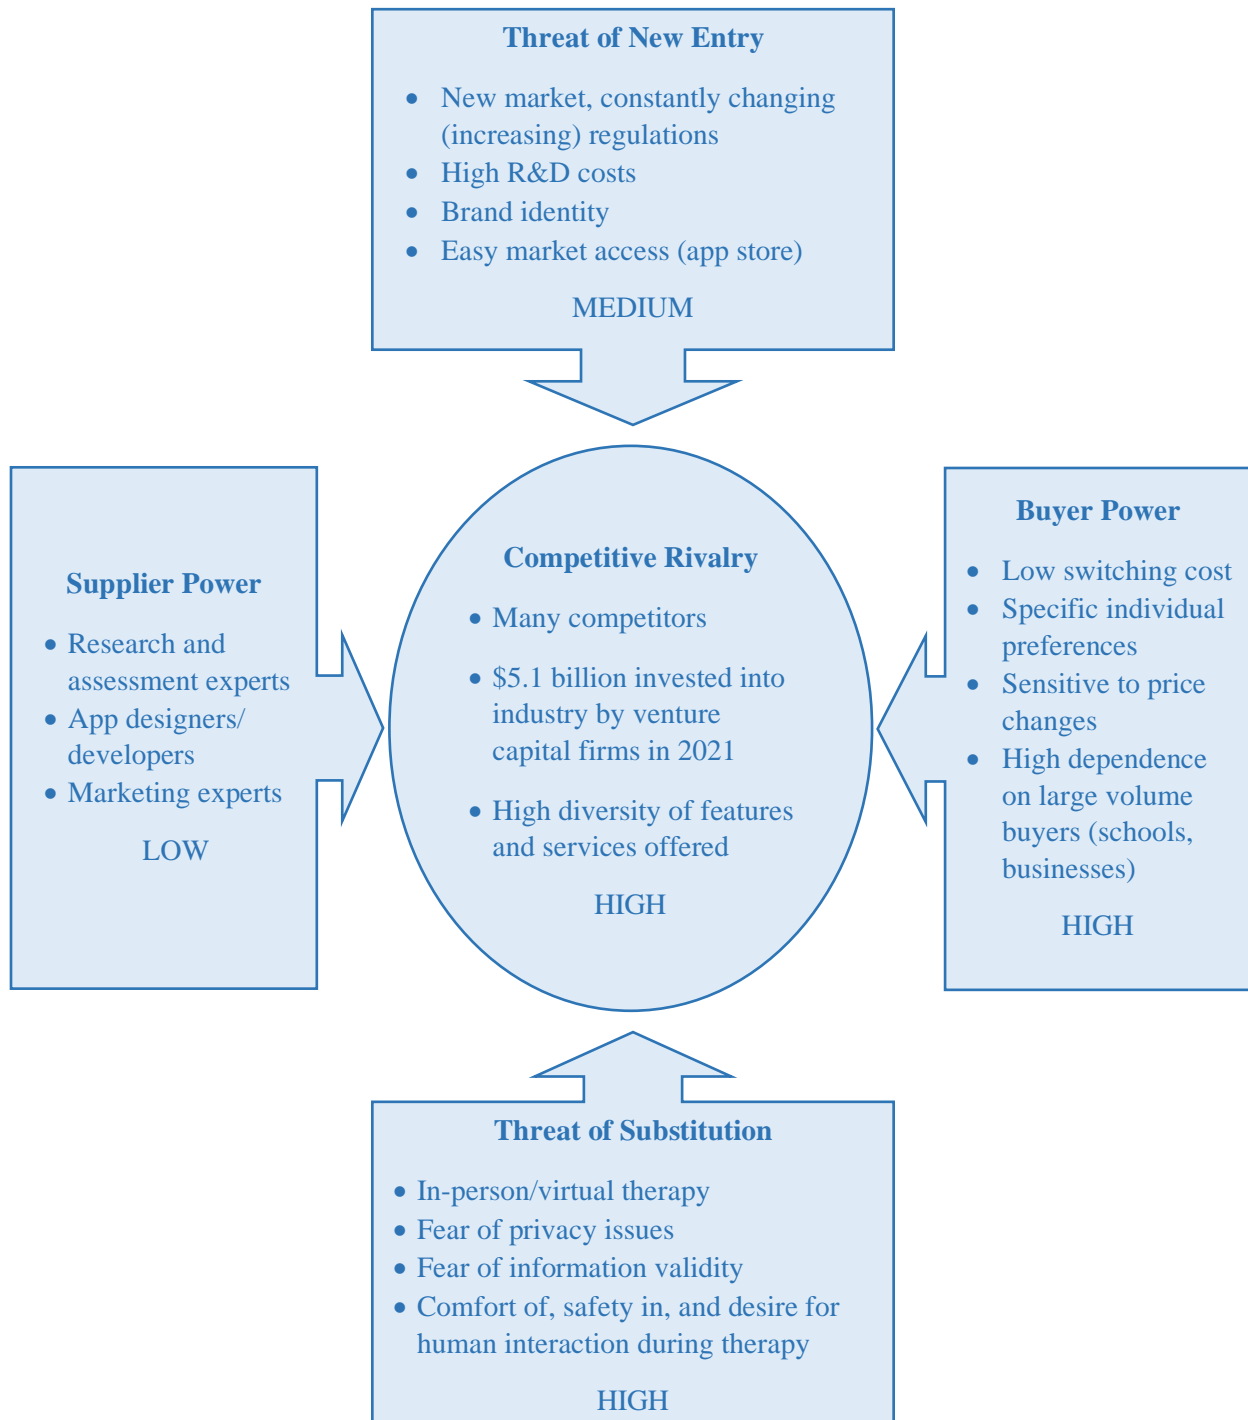 Threat of New Entry
• New market, constantly changing
(increasing) regulations
• High R&D costs
• Brand identity
• Easy market access (app store)
MEDIUM
Supplier Power
• Research and
assessment experts
• App designers/
developers
• Marketing experts
LOW
Competitive Rivalry
• Many competitors
• $5.1 billion invested into
industry by venture
capital firms in 2021
• High diversity of features
and services offered
HIGH
Buyer Power
• Low switching cost
• Specific individual
preferences
• Sensitive to price
changes
• High dependence
on large volume
buyers (schools,
businesses)
HIGH
Threat of Substitution
• In-person/virtual therapy
• Fear of privacy issues
• Fear of information validity
• Comfort of, safety in, and desire for
human interaction during therapy
HIGH